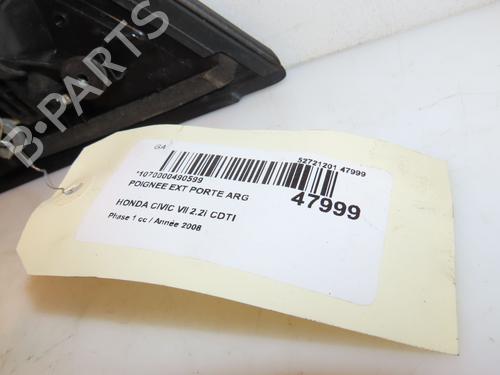 B-PARTS
GA
52721201 47999
*1070000490599
POIGNEE EXT PORTE ARG
47999
HONDA CIVIC VII 2.2i CDTI
Phase 1 cc / Année 2008